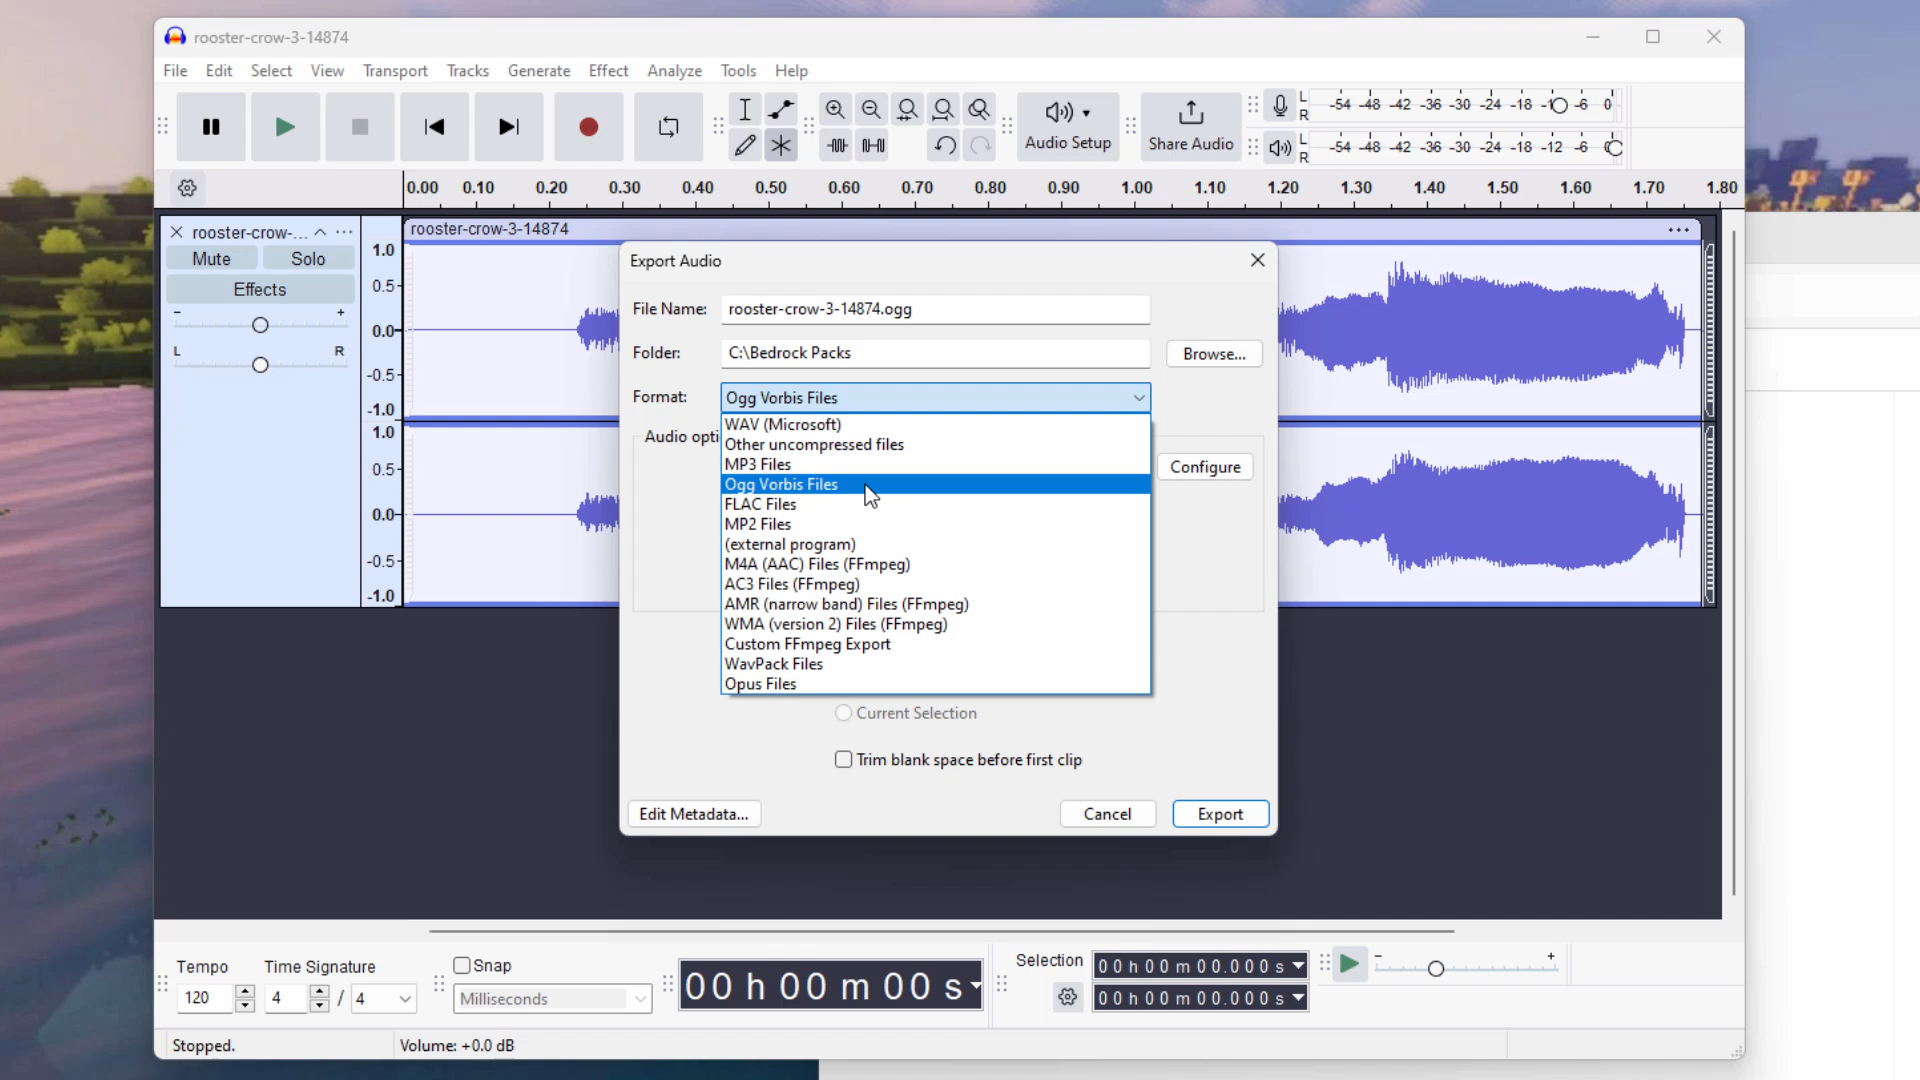 rooster-crow-3-14874
File Edit Select View Transport Tracks Generate Effect Analyze Tools Help
Audio Setup
Share Audio
L
R
-54 -48 -42 -36 -30 -24 -18 -6 0
L
R
-54 -48 -42 -36 -30 -24 -18 -12 -6
0.00 0.10 0.20 0.30 0.40 0.50 0.60 0.70 0.80 0.90 1.00 1.10 1.20 1.30 1.40 1.50 1.60 1.70 1.80
rooster-crow-...
rooster-crow-3-14874
Mute Solo
Effects
- +
L R
1.0
0.5
0.0
-0.5
-1.0
1.0
0.5
0.0
-0.5
-1.0
Export Audio
File Name: rooster-crow-3-14874.ogg
Folder: C:\Bedrock Packs Browse...
Format: Ogg Vorbis Files
Audio opti
Configure
WAV (Microsoft)
Other uncompressed files
MP3 Files
Ogg Vorbis Files
FLAC Files
MP2 Files
(external program)
M4A (AAC) Files (FFmpeg)
AC3 Files (FFmpeg)
AMR (narrow band) Files (FFmpeg)
WMA (version 2) Files (FFmpeg)
Custom FFmpeg Export
WavPack Files
Opus Files
Current Selection
Trim blank space before first clip
Edit Metadata... Cancel Export
Tempo
120
Time Signature
4 / 4
Snap
Milliseconds
00 h 00 m 00 s
Selection
00 h 00 m 00.000 s
00 h 00 m 00.000 s
- +
Stopped.
Volume: +0.0 dB